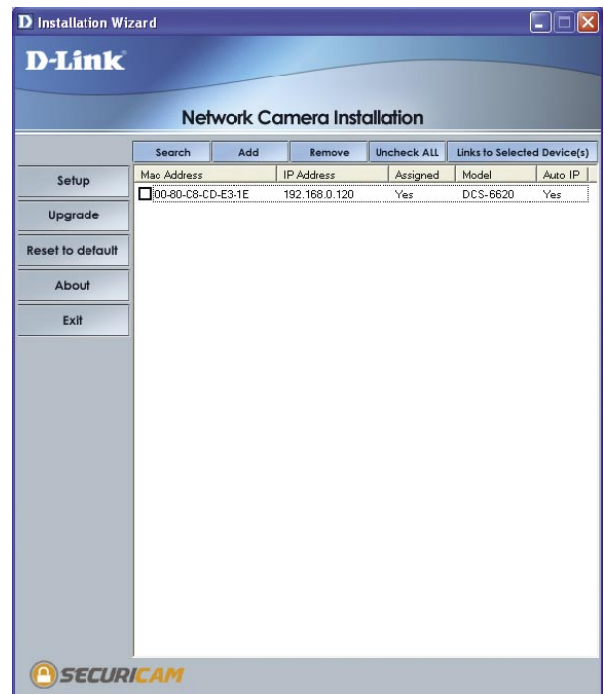 D Installation Wizard
D-Link
Network Camera Installation
Search Add Remove Uncheck ALL Links to Selected Device(s)
Mac Address IP Address Assigned Model Auto IP
00-80-C8-CD-E3-1E 192.168.0.120 Yes DCS-6620 Yes
Setup
Upgrade
Reset to default
About
Exit
SECURICAM